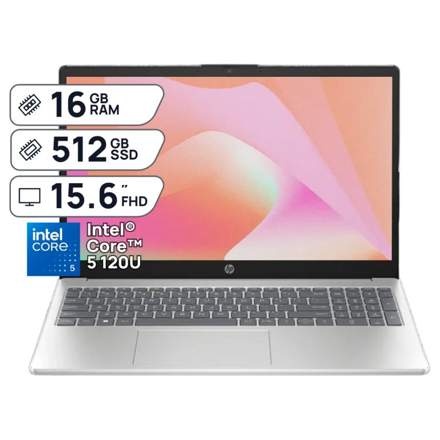 16 GB RAM
512 GB SSD
15.6" FHD
intel
CORE 5
Intel®
Core™
5 120U
hp